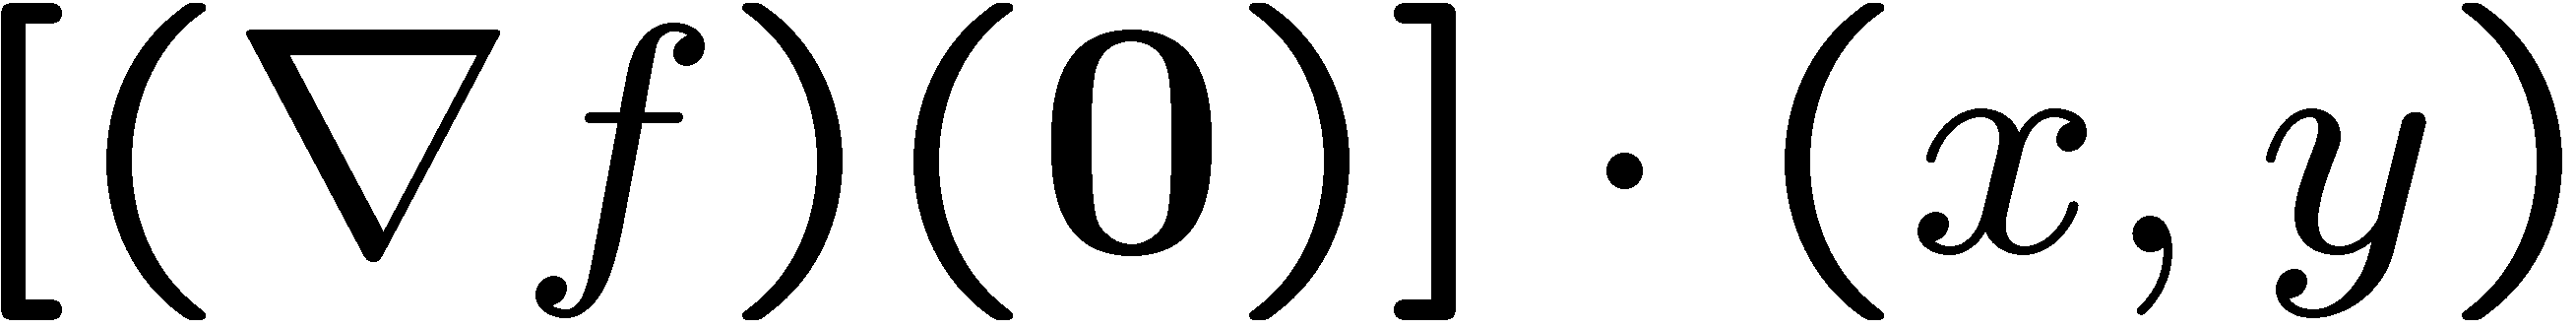 [(∇f)(𝟎)] · (x, y)